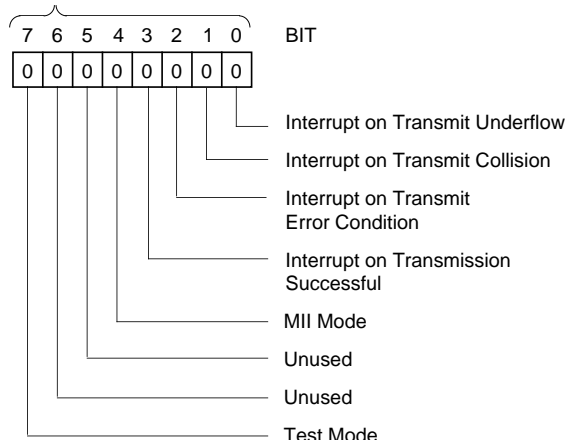 7 6 5 4 3 2 1 0 BIT
0 0 0 0 0 0 0 0
Interrupt on Transmit Underflow
Interrupt on Transmit Collision
Interrupt on Transmit
Error Condition
Interrupt on Transmission
Successful
MII Mode
Unused
Unused
Test Mode